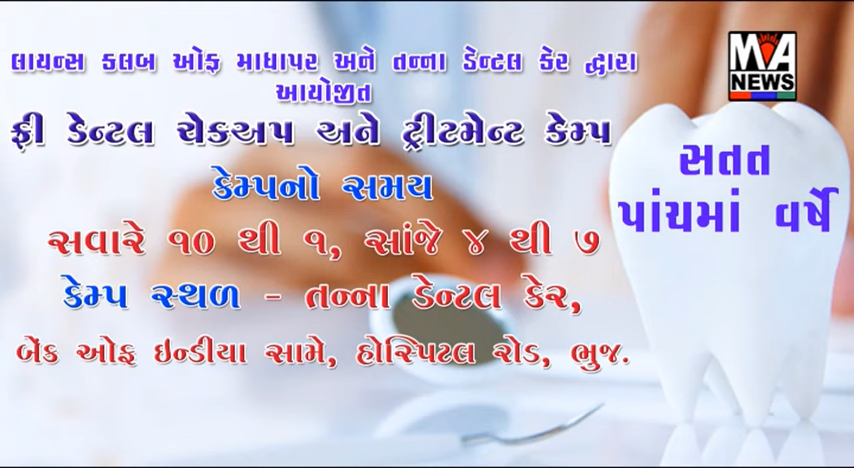 લાયન્સ કલબ ઓફ માધાપર અને તન્ના ડેન્ટલ કેર દ્વારા
આયોજીત
ફ્રી ડેન્ટલ ચેકઅપ અને ટ્રીટમેન્ટ કેમ્પ
કેમ્પનો સમય
સવારે ૧૦ થી ૧, સાંજે ૪ થી ૭
કેમ્પ સ્થળ - તન્ના ડેન્ટલ કેર,
બેંક ઓફ ઇન્ડીયા સામે, હોસ્પિટલ રોડ, ભુજ.
MA
NEWS
સતત
પાંચમાં વર્ષે